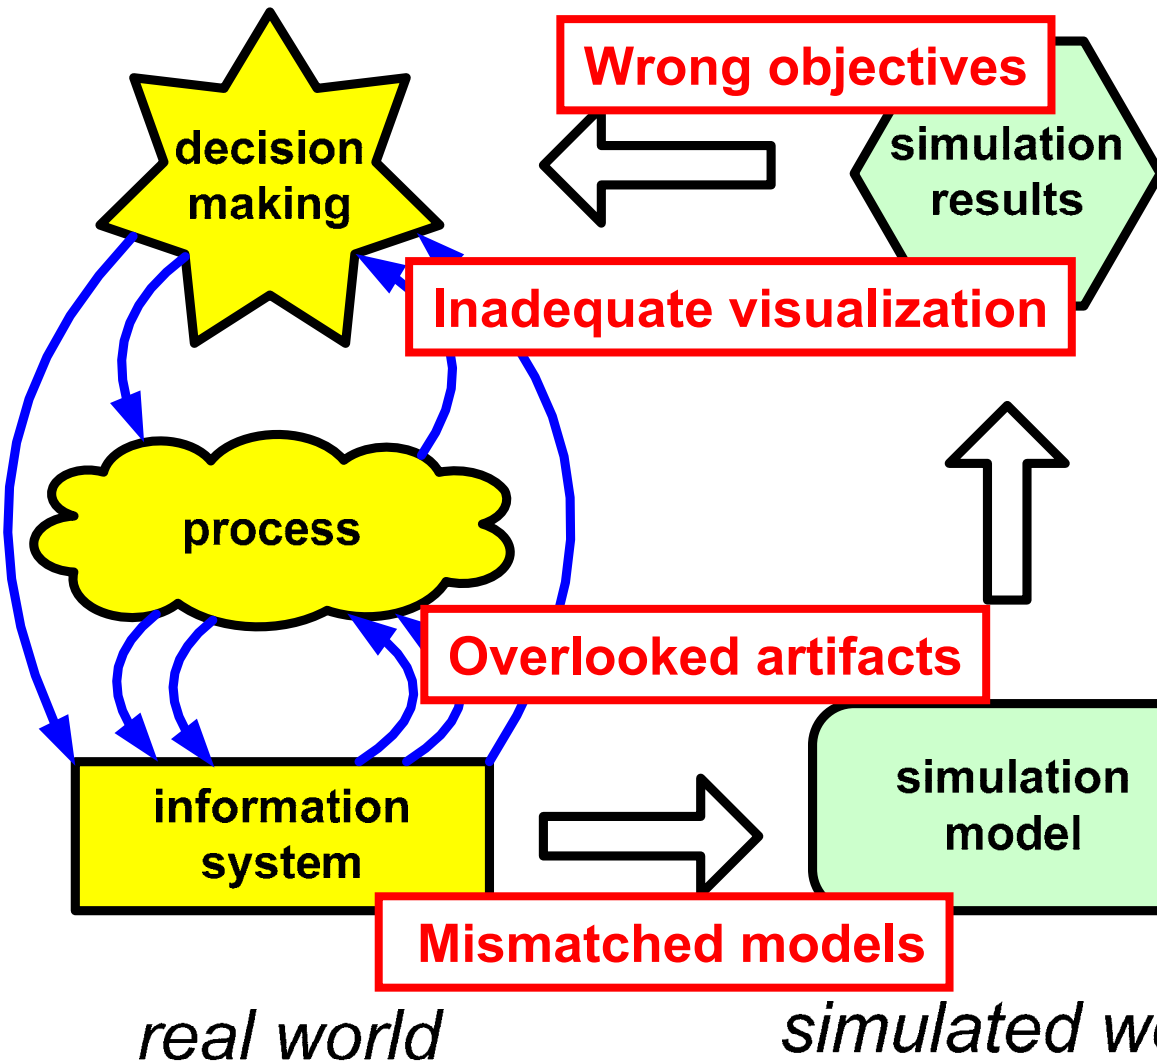 Wrong objectives
decision
making
simulation
results
Inadequate visualization
process
Overlooked artifacts
information
system
simulation
model
Mismatched models
real world
simulated